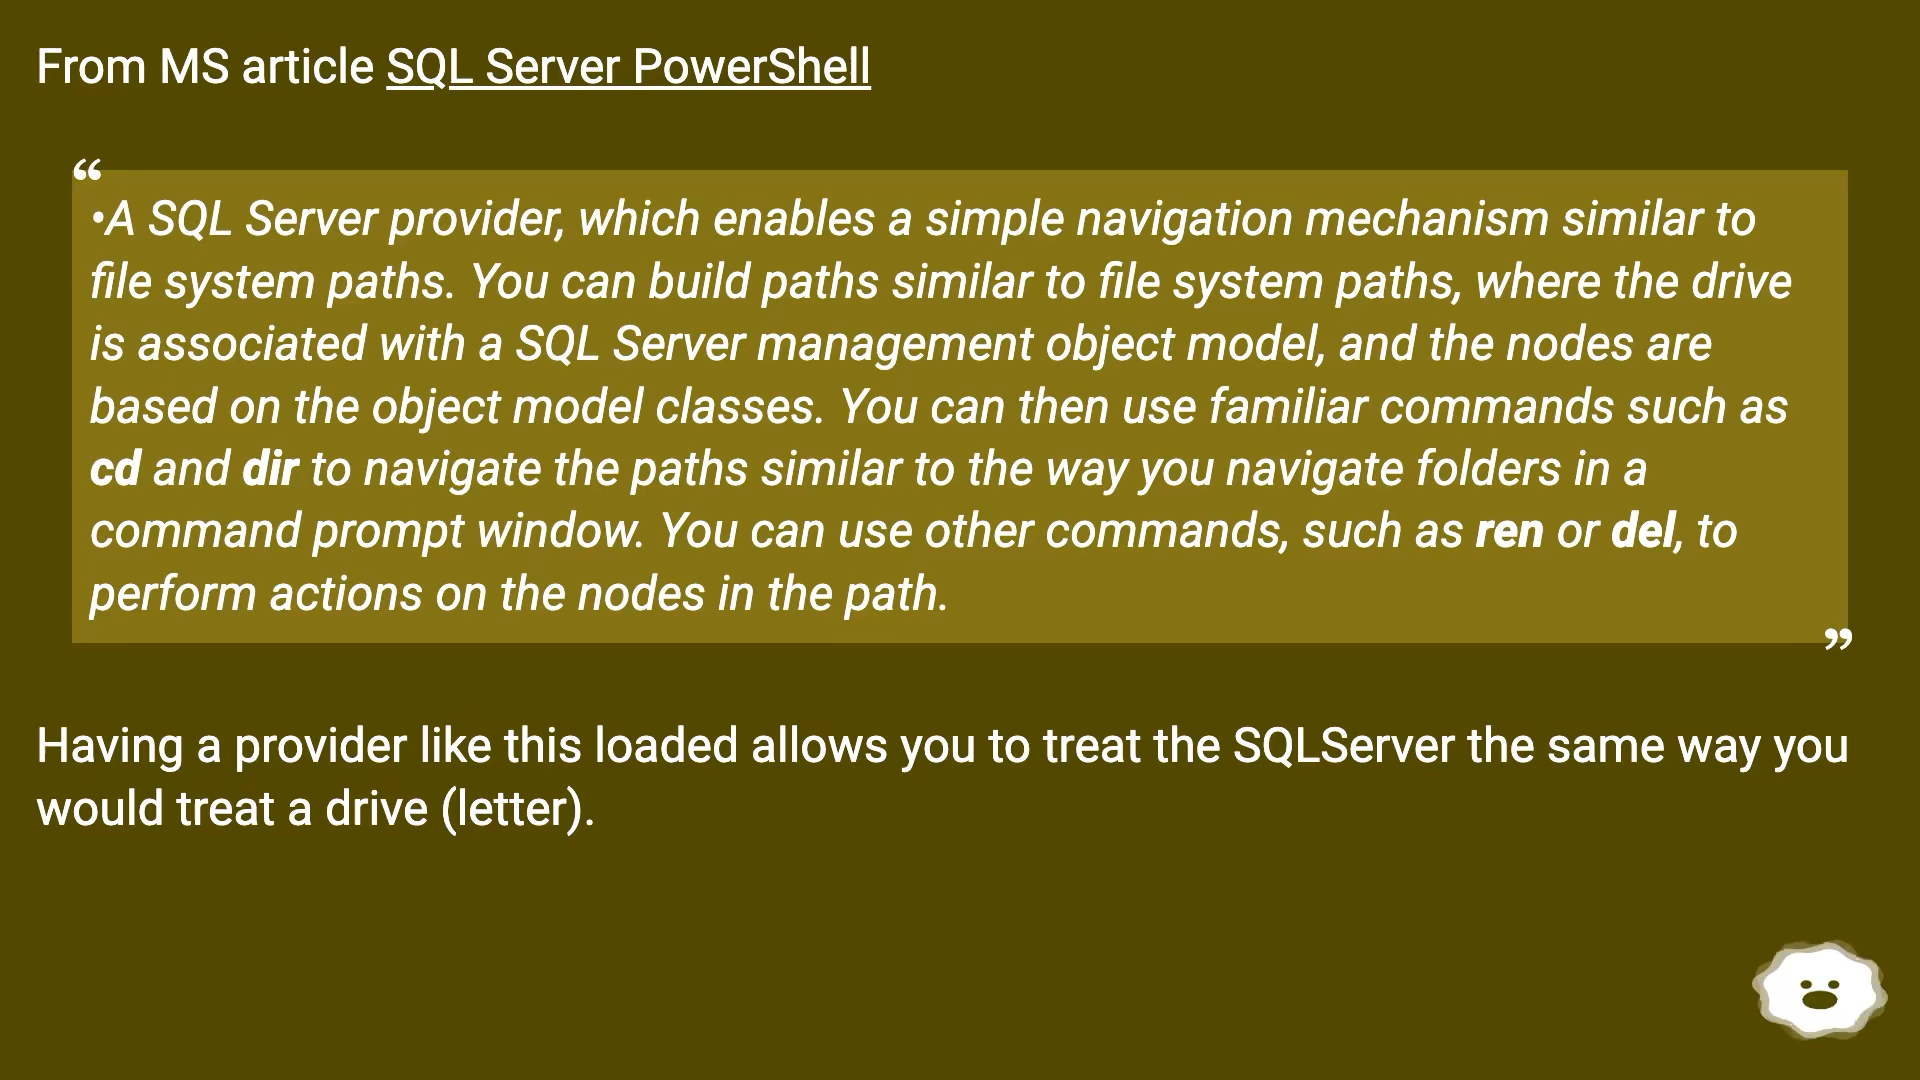 From MS article SQL Server PowerShell
“
•A SQL Server provider, which enables a simple navigation mechanism similar to
file system paths. You can build paths similar to file system paths, where the drive
is associated with a SQL Server management object model, and the nodes are
based on the object model classes. You can then use familiar commands such as
cd and dir to navigate the paths similar to the way you navigate folders in a
command prompt window. You can use other commands, such as ren or del, to
perform actions on the nodes in the path.
”
Having a provider like this loaded allows you to treat the SQLServer the same way you
would treat a drive (letter).